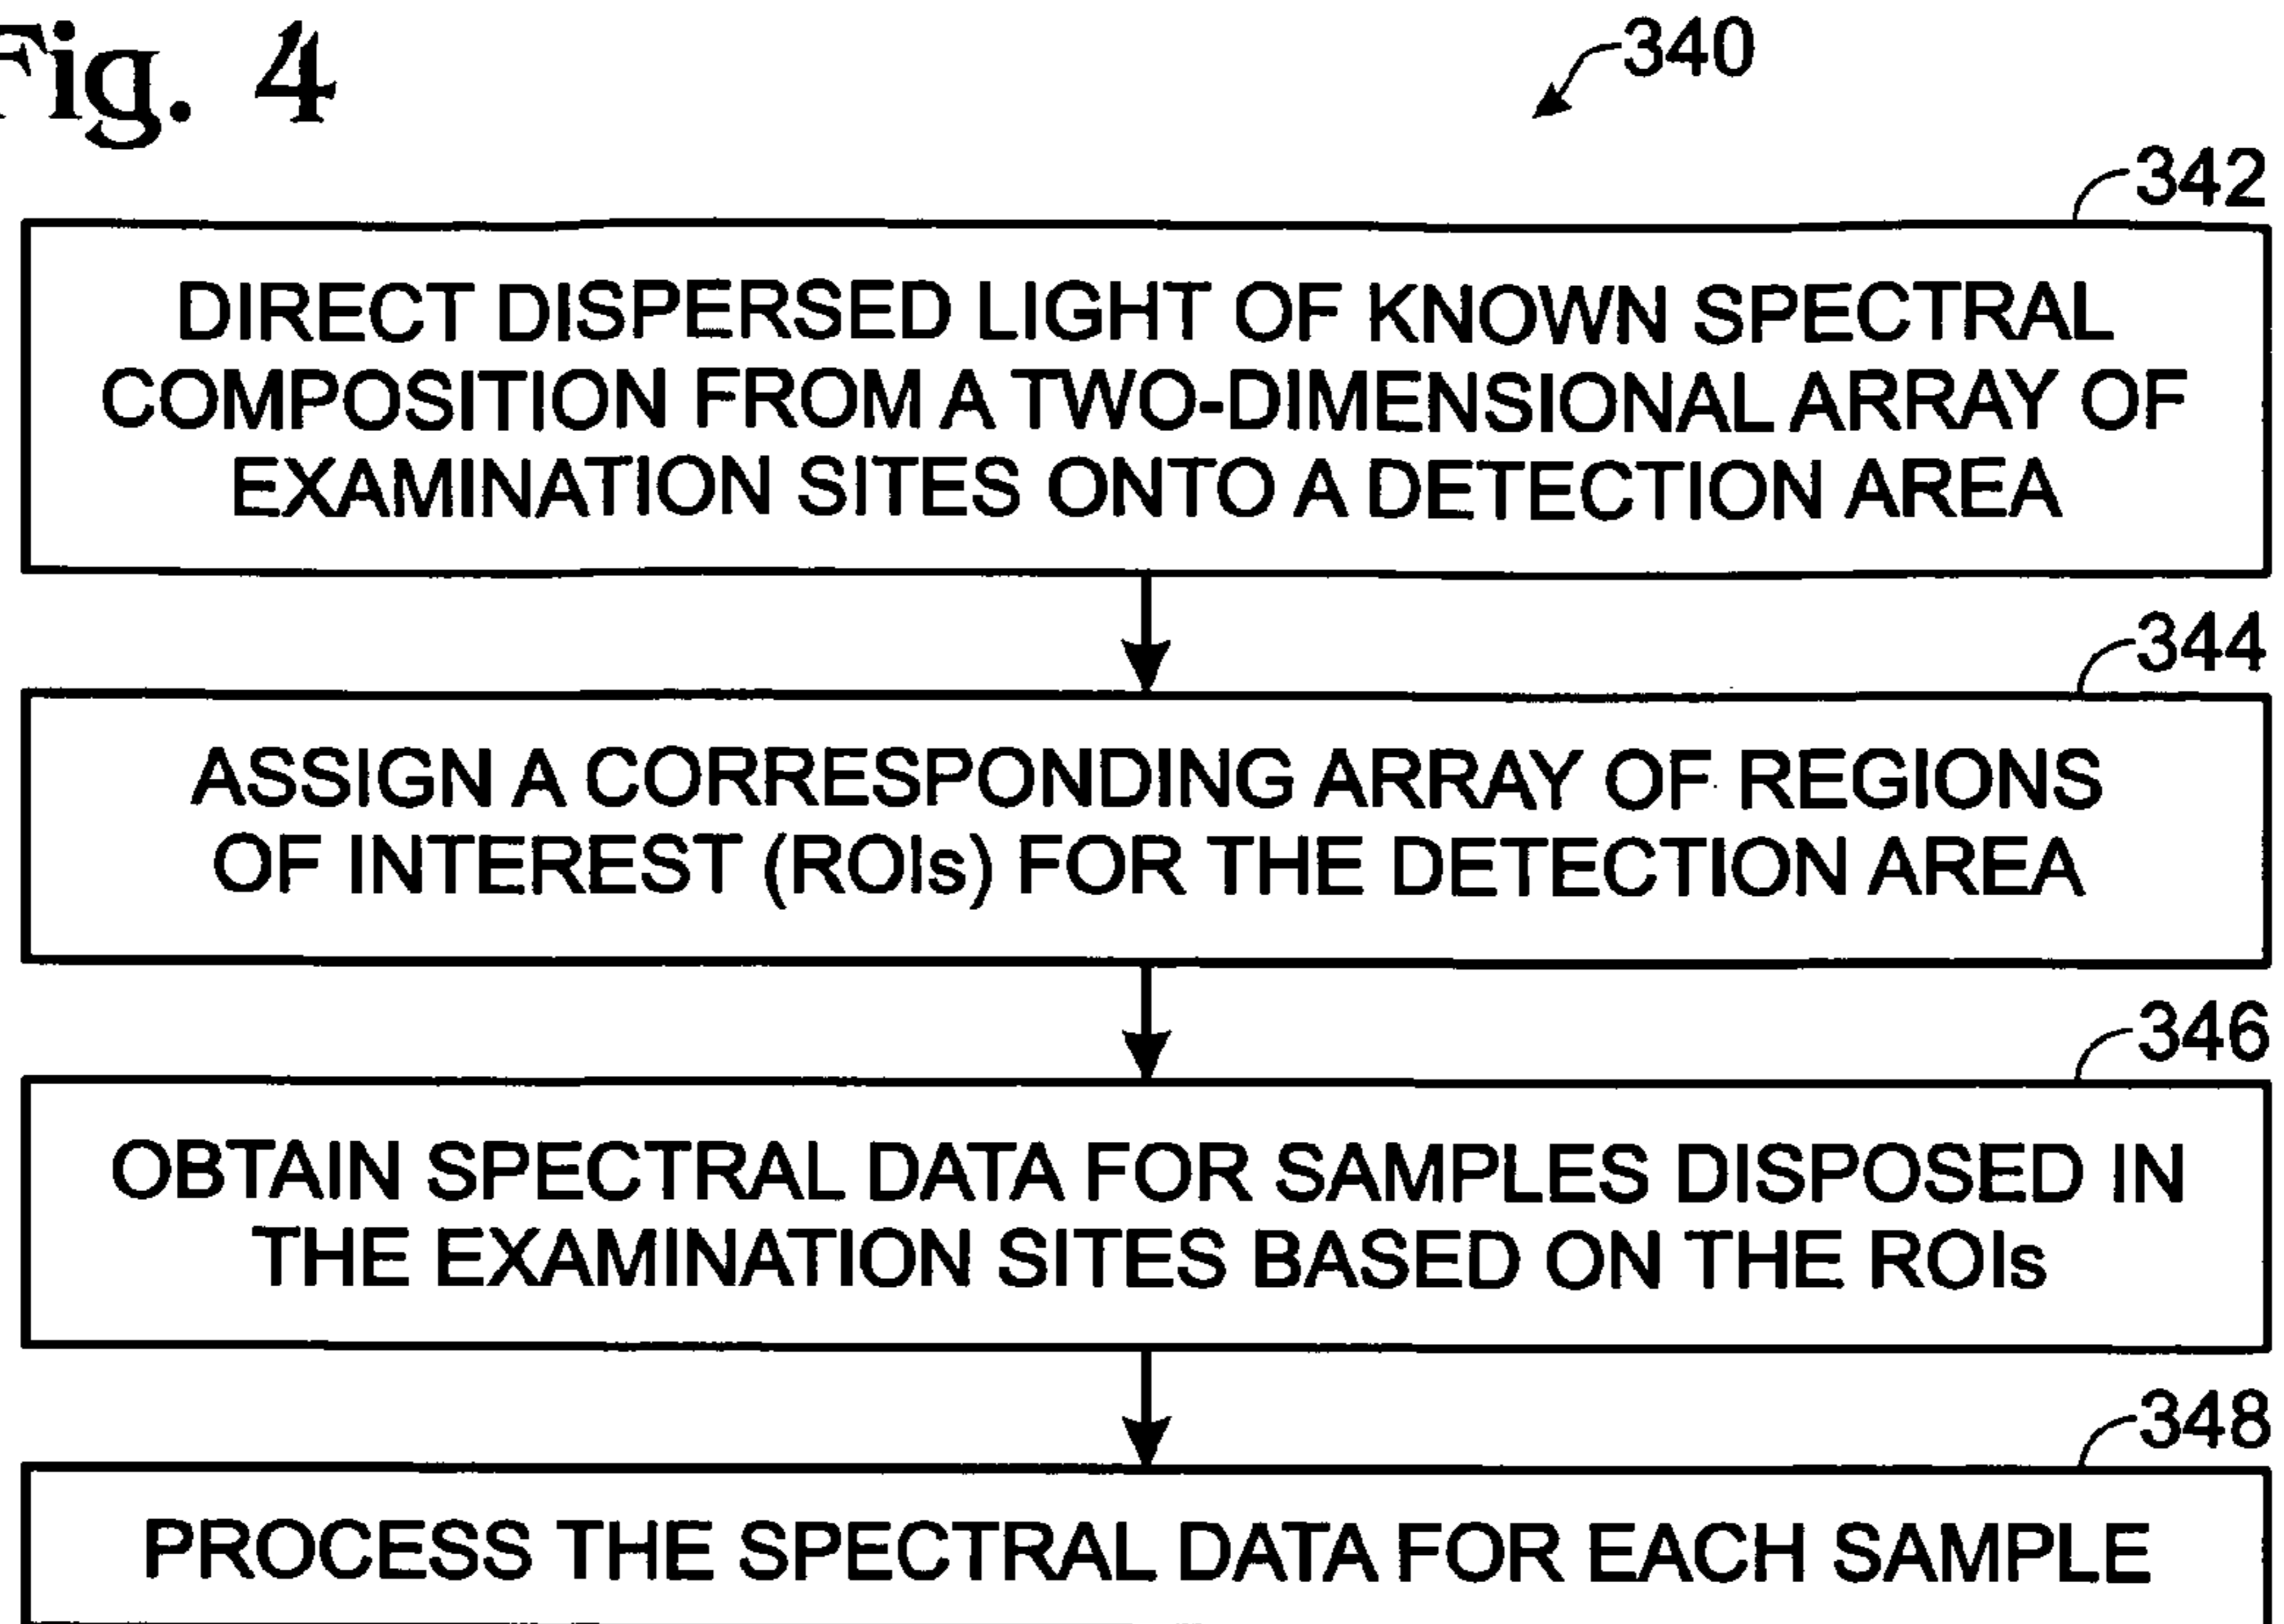 Fig. 4
340
342
DIRECT DISPERSED LIGHT OF KNOWN SPECTRAL
COMPOSITION FROM A TWO-DIMENSIONAL ARRAY OF
EXAMINATION SITES ONTO A DETECTION AREA
344
ASSIGN A CORRESPONDING ARRAY OF REGIONS
OF INTEREST (ROIs) FOR THE DETECTION AREA
346
OBTAIN SPECTRAL DATA FOR SAMPLES DISPOSED IN
THE EXAMINATION SITES BASED ON THE ROIs
348
PROCESS THE SPECTRAL DATA FOR EACH SAMPLE